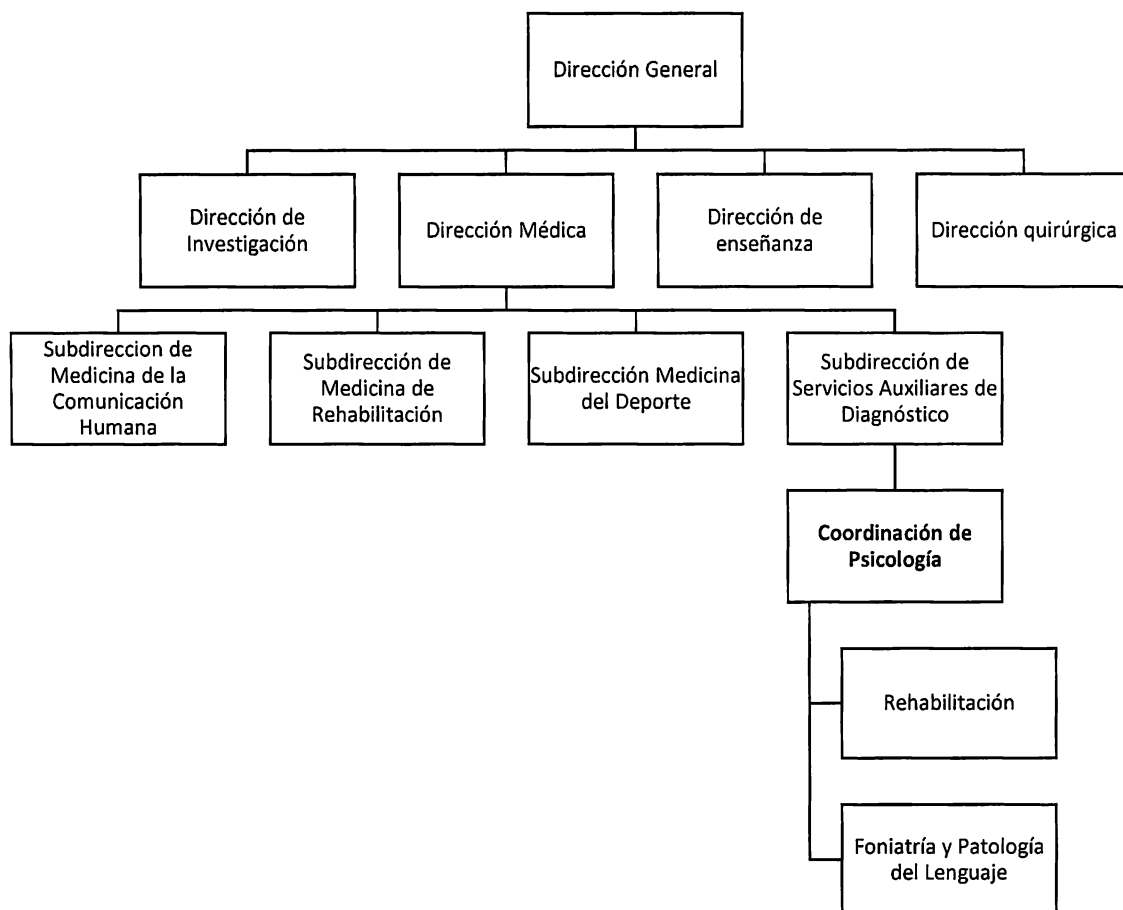 Dirección General
Dirección de
Investigación
Dirección Médica
Dirección de
enseñanza
Dirección quirúrgica
Subdireccion de
Medicina de la
Comunicación
Humana
Subdirección de
Medicina de
Rehabilitación
Subdirección Medicina
del Deporte
Subdirección de
Servicios Auxiliares de
Diagnóstico
Coordinación de
Psicología
Rehabilitación
Foniatría y Patología
del Lenguaje